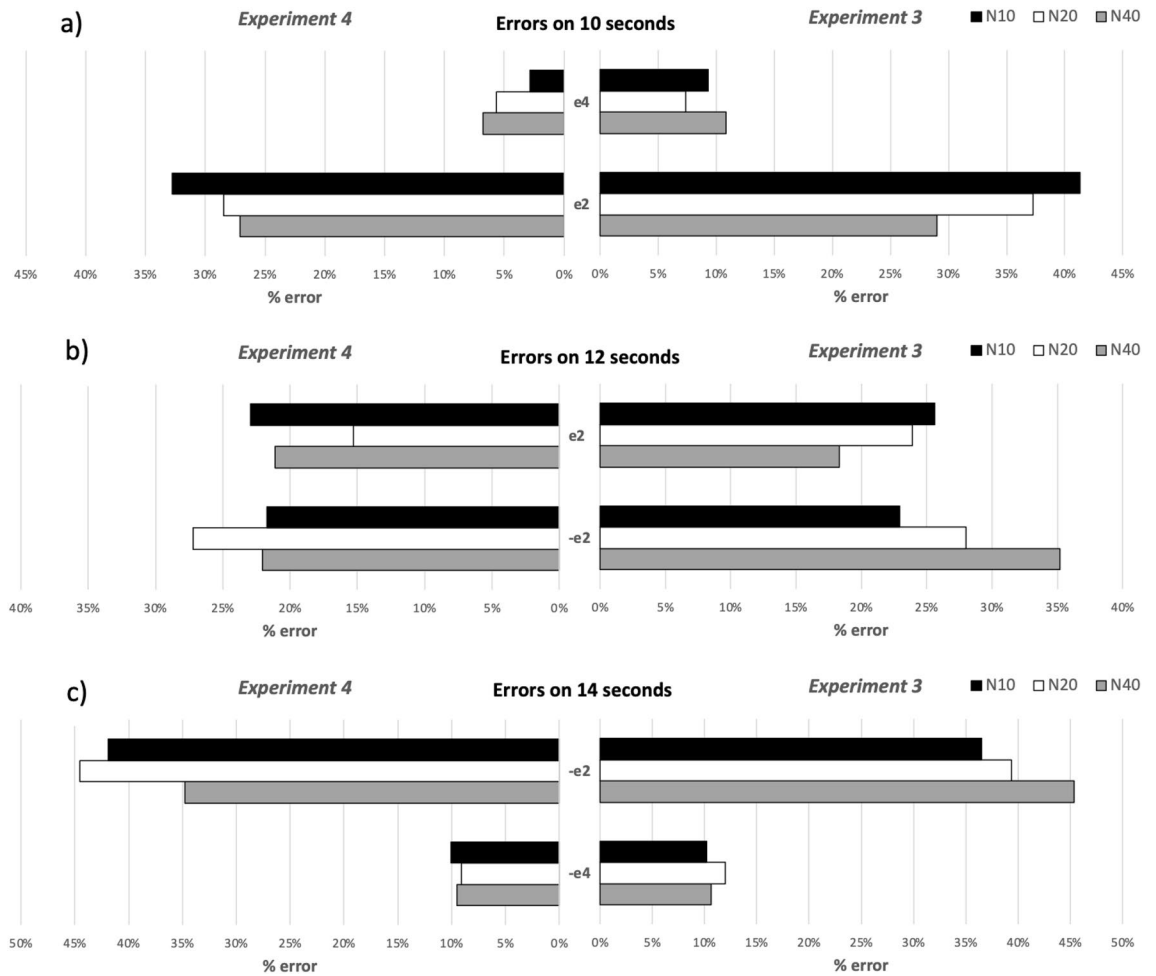 a) Experiment 4 Errors on 10 seconds Experiment 3 N10 N20 N40
e4
e2
45% 40% 35% 30% 25% 20% 15% 10% 5% 0% 0% 5% 10% 15% 20% 25% 30% 35% 40% 45%
% error % error
b) Experiment 4 Errors on 12 seconds Experiment 3 N10 N20 N40
e2
-e2
40% 35% 30% 25% 20% 15% 10% 5% 0% 0% 5% 10% 15% 20% 25% 30% 35% 40%
% error % error
c) Experiment 4 Errors on 14 seconds Experiment 3 N10 N20 N40
-e2
-e4
50% 45% 40% 35% 30% 25% 20% 15% 10% 5% 0% 0% 5% 10% 15% 20% 25% 30% 35% 40% 45% 50%
% error % error